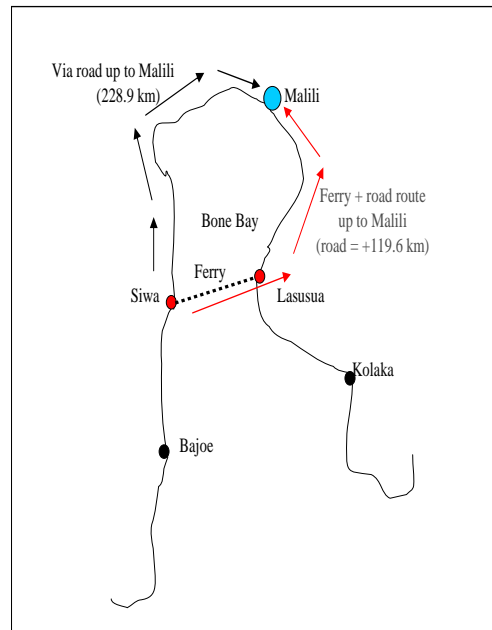 Via road up to Malili
(228.9 km)
Malili
Ferry + road route
up to Malili
(road = +119.6 km)
Bone Bay
Ferry
Siwa
Lasusua
Kolaka
Bajoe